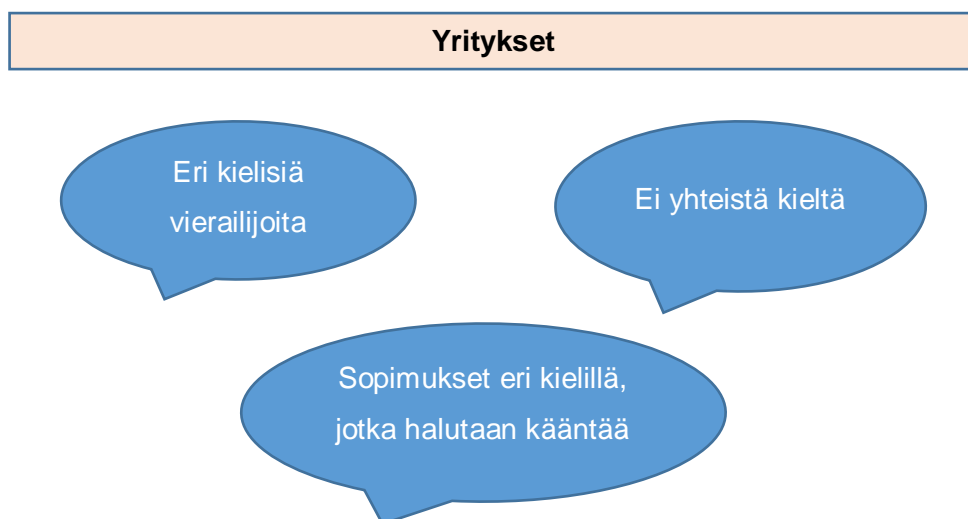 Yritykset
Eri kielisiä
vierailijoita
Ei yhteistä kieltä
Sopimukset eri kielillä,
jotka halutaan kääntää